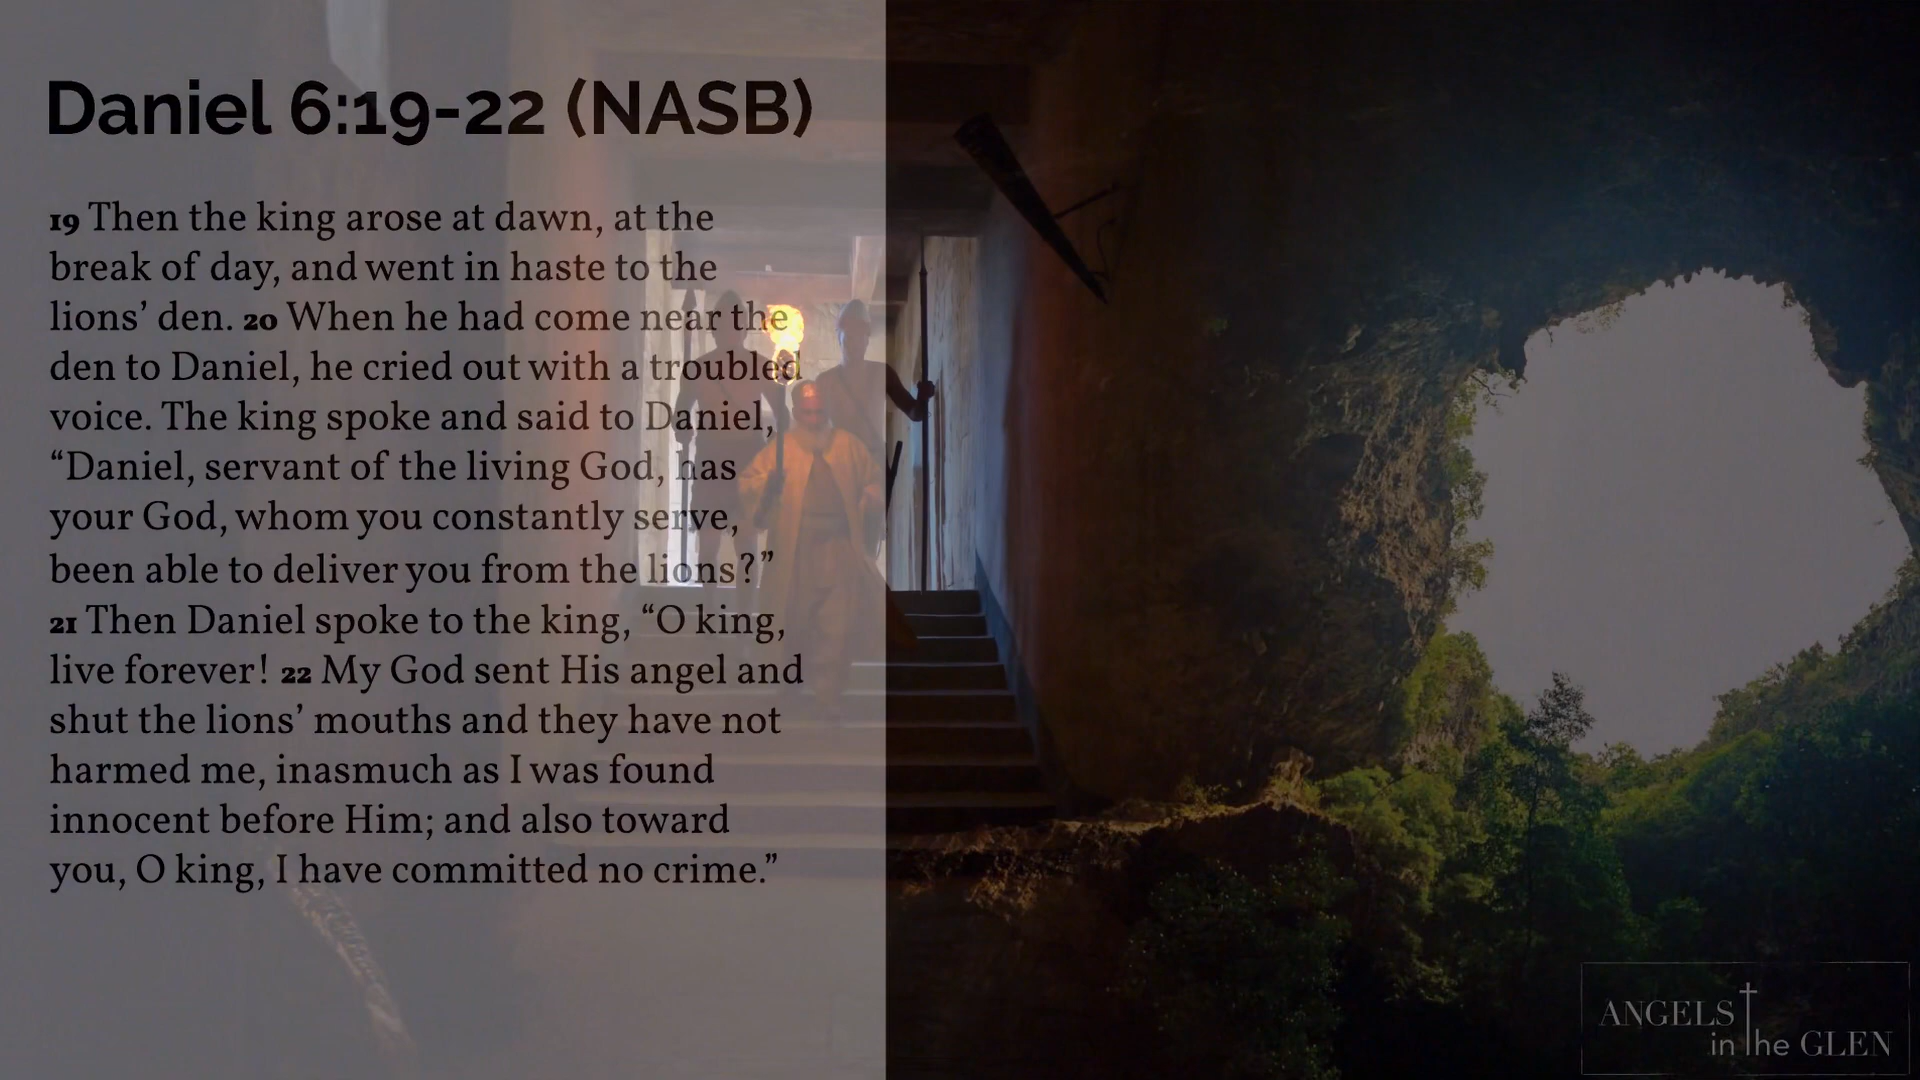 Daniel 6:19-22 (NASB)
19 Then the king arose at dawn, at the
break of day, and went in haste to the
lions’ den. 20 When he had come near the
den to Daniel, he cried out with a troubled
voice. The king spoke and said to Daniel,
“Daniel, servant of the living God, has
your God, whom you constantly serve,
been able to deliver you from the lions?”
21 Then Daniel spoke to the king, “O king,
live forever! 22 My God sent His angel and
shut the lions’ mouths and they have not
harmed me, inasmuch as I was found
innocent before Him; and also toward
you, O king, I have committed no crime.”
ANGELS
in the GLEN